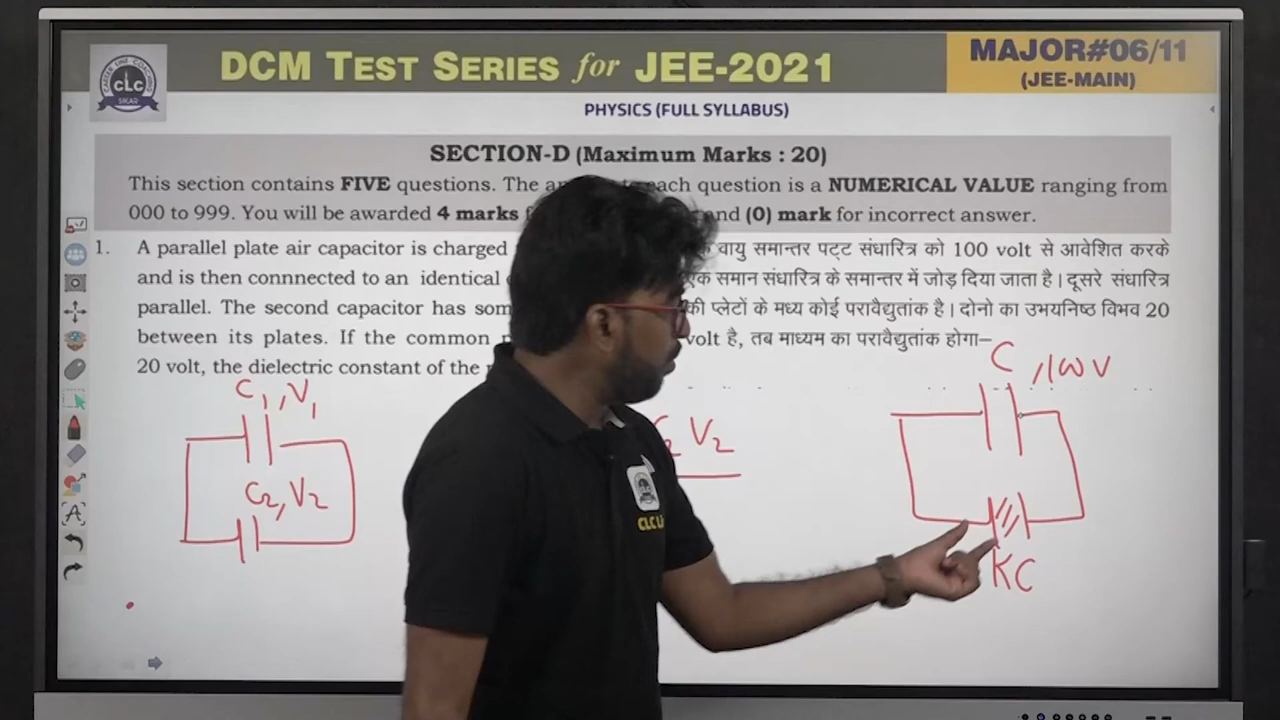 DCM TEST SERIES for JEE-2021
MAJOR#06/11
(JEE-MAIN)
CAREER LINE COACHING
CLC
SIKAR
PHYSICS (FULL SYLLABUS)
SECTION-D (Maximum Marks : 20)
This section contains FIVE questions. The each question is a NUMERICAL VALUE ranging from
000 to 999. You will be awarded 4 marks and (0) mark for incorrect answer.
1. A parallel plate air capacitor is charged
and is then connnected to an identical
parallel. The second capacitor has som
between its plates. If the common
20 volt, the dielectric constant of the
वायु समान्तर पट्ट संधारित्र को 100 volt से आवेशित करके
एक समान संधारित्र के समान्तर में जोड़ दिया जाता है। दूसरे संधारित्र
की प्लेटों के मध्य कोई परावैद्युतांक है। दोनो का उभयनिष्ठ विभव 20
volt है, तब माध्यम का परावैद्युतांक होगा–
C₁, V₁
C₂, V₂
₂ V₂
C, 100 V
KC
CLC